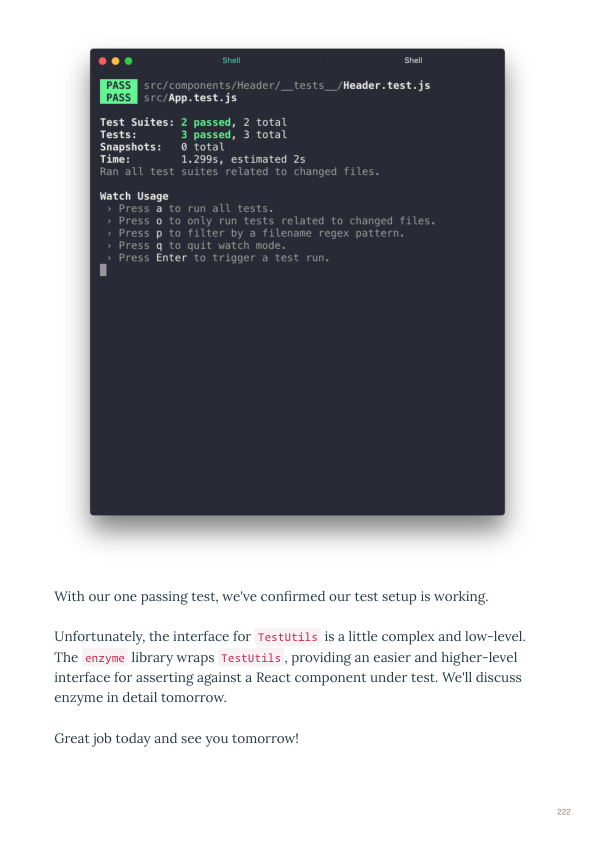 Shell Shell
PASS src/components/Header/__tests__/Header.test.js
PASS src/App.test.js
Test Suites: 2 passed, 2 total
Tests: 3 passed, 3 total
Snapshots: 0 total
Time: 1.299s, estimated 2s
Ran all test suites related to changed files.
Watch Usage
› Press a to run all tests.
› Press o to only run tests related to changed files.
› Press p to filter by a filename regex pattern.
› Press q to quit watch mode.
› Press Enter to trigger a test run.
With our one passing test, we've confirmed our test setup is working.
Unfortunately, the interface for TestUtils is a little complex and low-level.
The enzyme library wraps TestUtils, providing an easier and higher-level
interface for asserting against a React component under test. We'll discuss
enzyme in detail tomorrow.
Great job today and see you tomorrow!
222